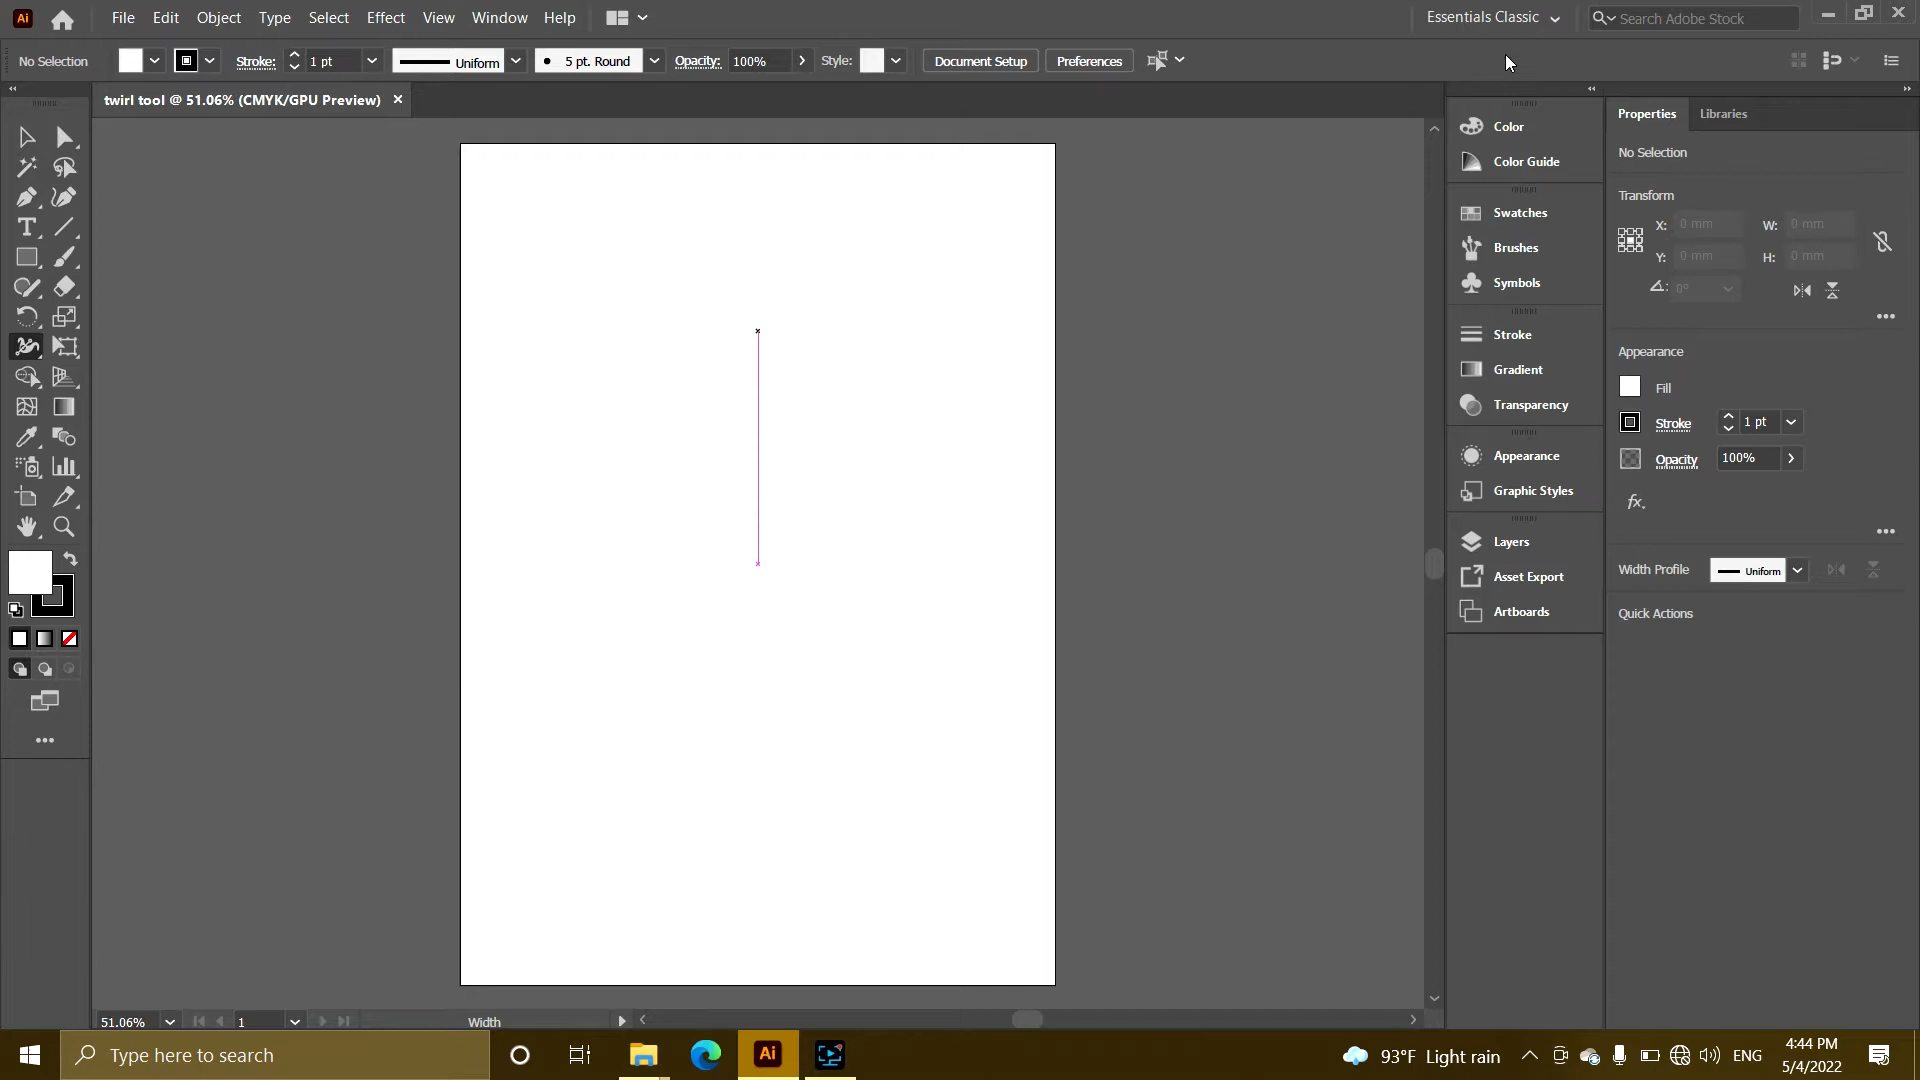 Ai File Edit Object Type Select Effect View Window Help Essentials Classic Search Adobe Stock
No Selection Stroke: 1 pt Uniform 5 pt. Round Opacity: 100% Style: Document Setup Preferences
twirl tool @ 51.06% (CMYK/GPU Preview)
Color
Color Guide
Swatches
Brushes
Symbols
Stroke
Gradient
Transparency
Appearance
Graphic Styles
Layers
Asset Export
Artboards
Properties Libraries
No Selection
Transform
X: 0 mm W: 0 mm
Y: 0 mm H: 0 mm
0°
Appearance
Fill
Stroke 1 pt
Opacity 100%
fx
Width Profile Uniform
Quick Actions
51.06% 1 Width
Type here to search
Ai
93°F Light rain ENG
4:44 PM
5/4/2022